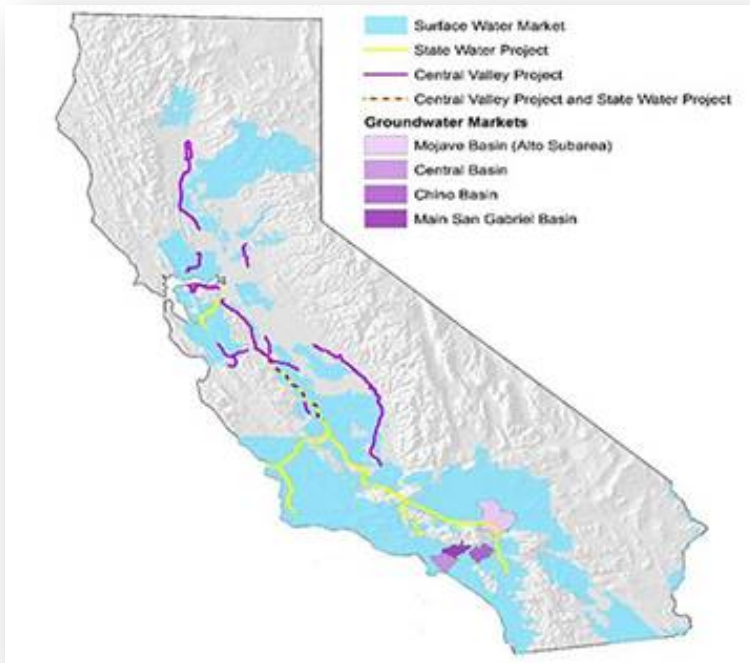 Surface Water Market
State Water Project
Central Valley Project
Central Valley Project and State Water Project
Groundwater Markets
Mojave Basin (Alto Subarea)
Central Basin
Chino Basin
Main San Gabriel Basin